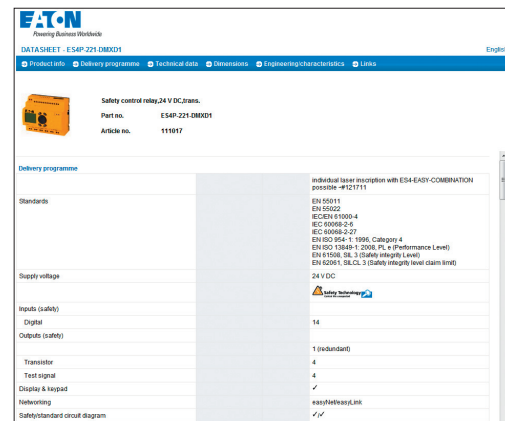 EATON
Powering Business Worldwide
DATASHEET - ES4P-221-DMXD1
English
Product info Delivery programme Technical data Dimensions Engineering/characteristics Links
Safety control relay,24 V DC,trans.
Part no. ES4P-221-DMXD1
Article no. 111017
Delivery programme
individual laser inscription with ES4-EASY-COMBINATION
possible -#121711
Standards
EN 55011
EN 55022
IEC/EN 61000-4
IEC 60068-2-6
IEC 60068-2-27
EN ISO 954-1: 1996, Category 4
EN ISO 13849-1: 2008, PL e (Performance Level)
EN 61508, SIL 3 (Safety integrity Level)
EN 62061, SILCL 3 (Safety integrity level claim limit)
Supply voltage 24 V DC
Safety Technology
Inputs (safety)
Digital 14
Outputs (safety)
1 (redundant)
Transistor 4
Test signal 4
Display & keypad ✓
Networking easyNet/easyLink
Safety/standard circuit diagram ✓/✓